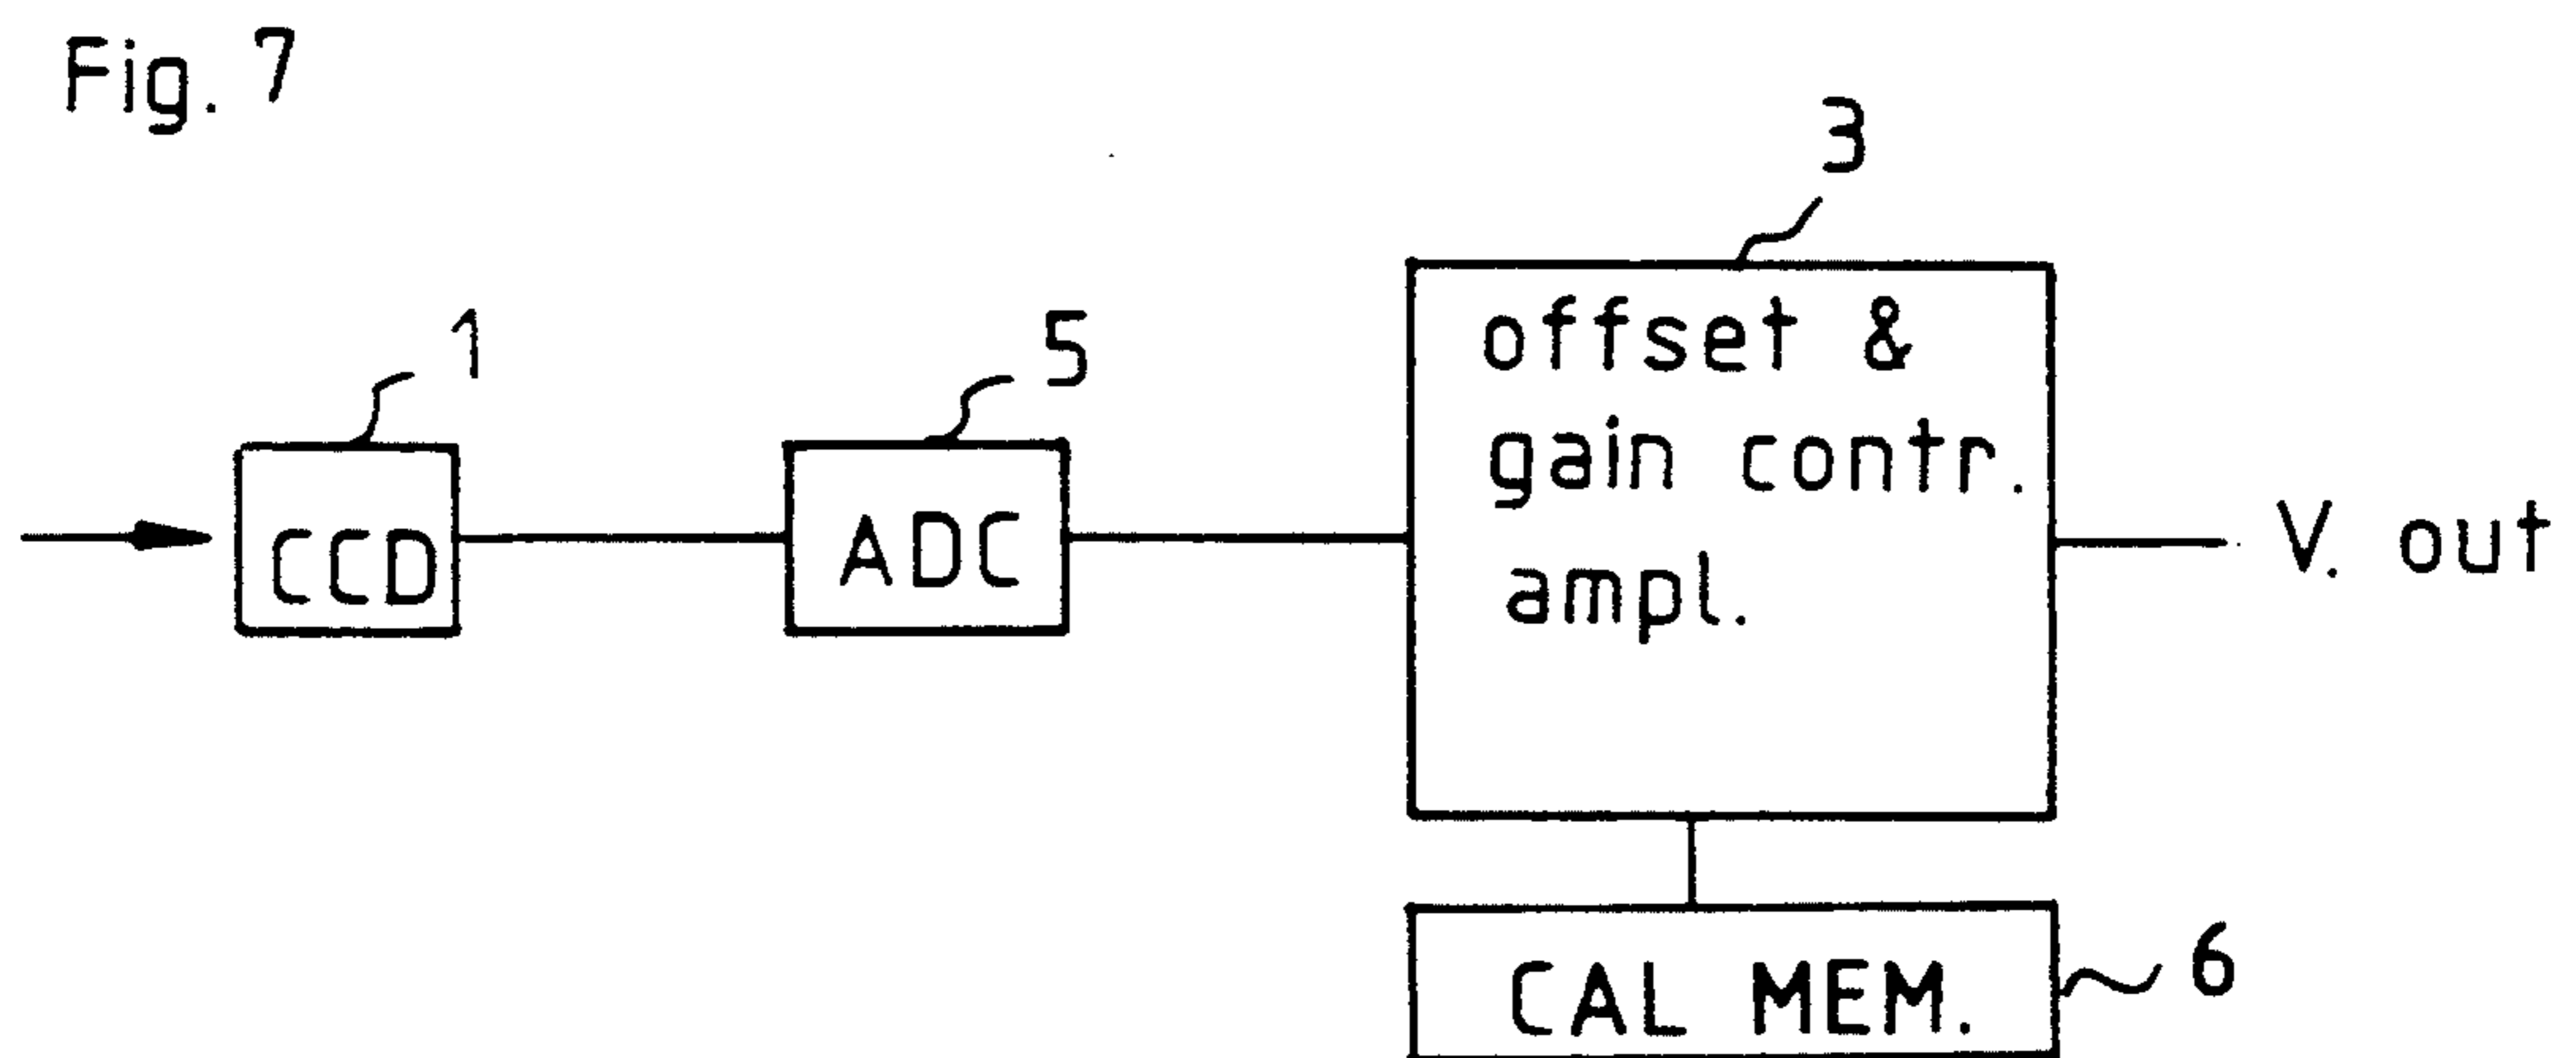 Fig. 7
3
1
5
offset &
gain contr.
ampl.
CCD
ADC
V. out
CAL MEM.
6